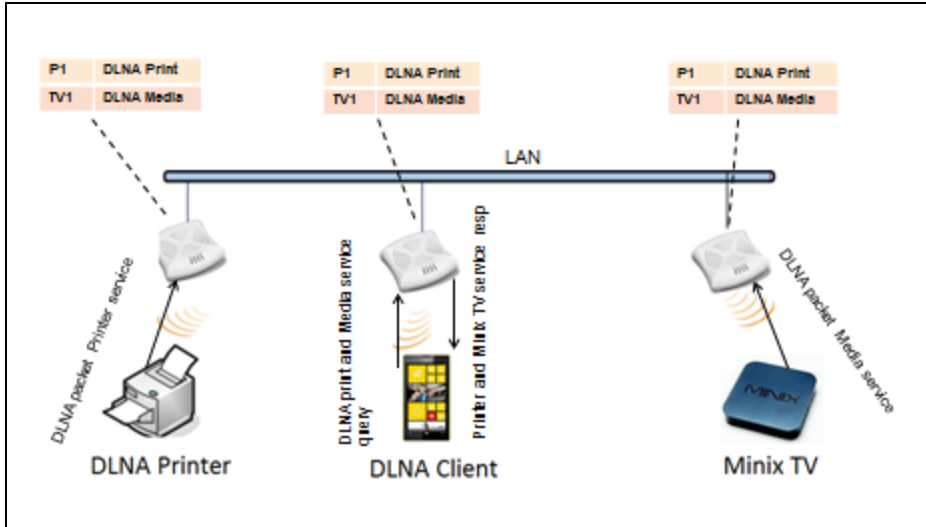 P1 DLNA Print
TV1 DLNA Media
P1 DLNA Print
TV1 DLNA Media
P1 DLNA Print
TV1 DLNA Media
LAN
DLNA packet Printer service
DLNA print and Media service
query
Printer and Minix TV service resp
DLNA packet Media service
MINIX
DLNA Printer
DLNA Client
Minix TV